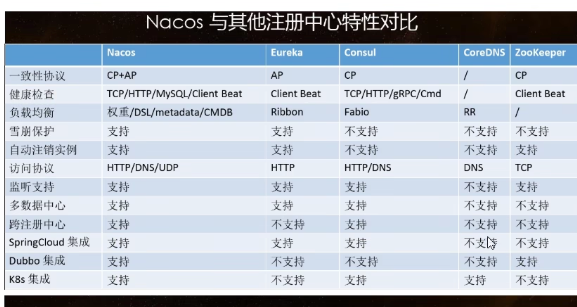 Nacos 与其他注册中心特性对比
Nacos Eureka Consul CoreDNS ZooKeeper
一致性协议 CP+AP AP CP / CP
健康检查 TCP/HTTP/MySQL/Client Beat Client Beat TCP/HTTP/gRPC/Cmd / Client Beat
负载均衡 权重/DSL/metadata/CMDB Ribbon Fabio RR /
雪崩保护 支持 支持 不支持 不支持 不支持
自动注销实例 支持 支持 不支持 不支持 支持
访问协议 HTTP/DNS/UDP HTTP HTTP/DNS DNS TCP
监听支持 支持 支持 支持 不支持 支持
多数据中心 支持 支持 支持 不支持 不支持
跨注册中心 支持 不支持 支持 不支持 不支持
SpringCloud 集成 支持 支持 支持 不支持 不支持
Dubbo 集成 支持 不支持 不支持 不支持 支持
K8s 集成 支持 不支持 支持 支持 不支持